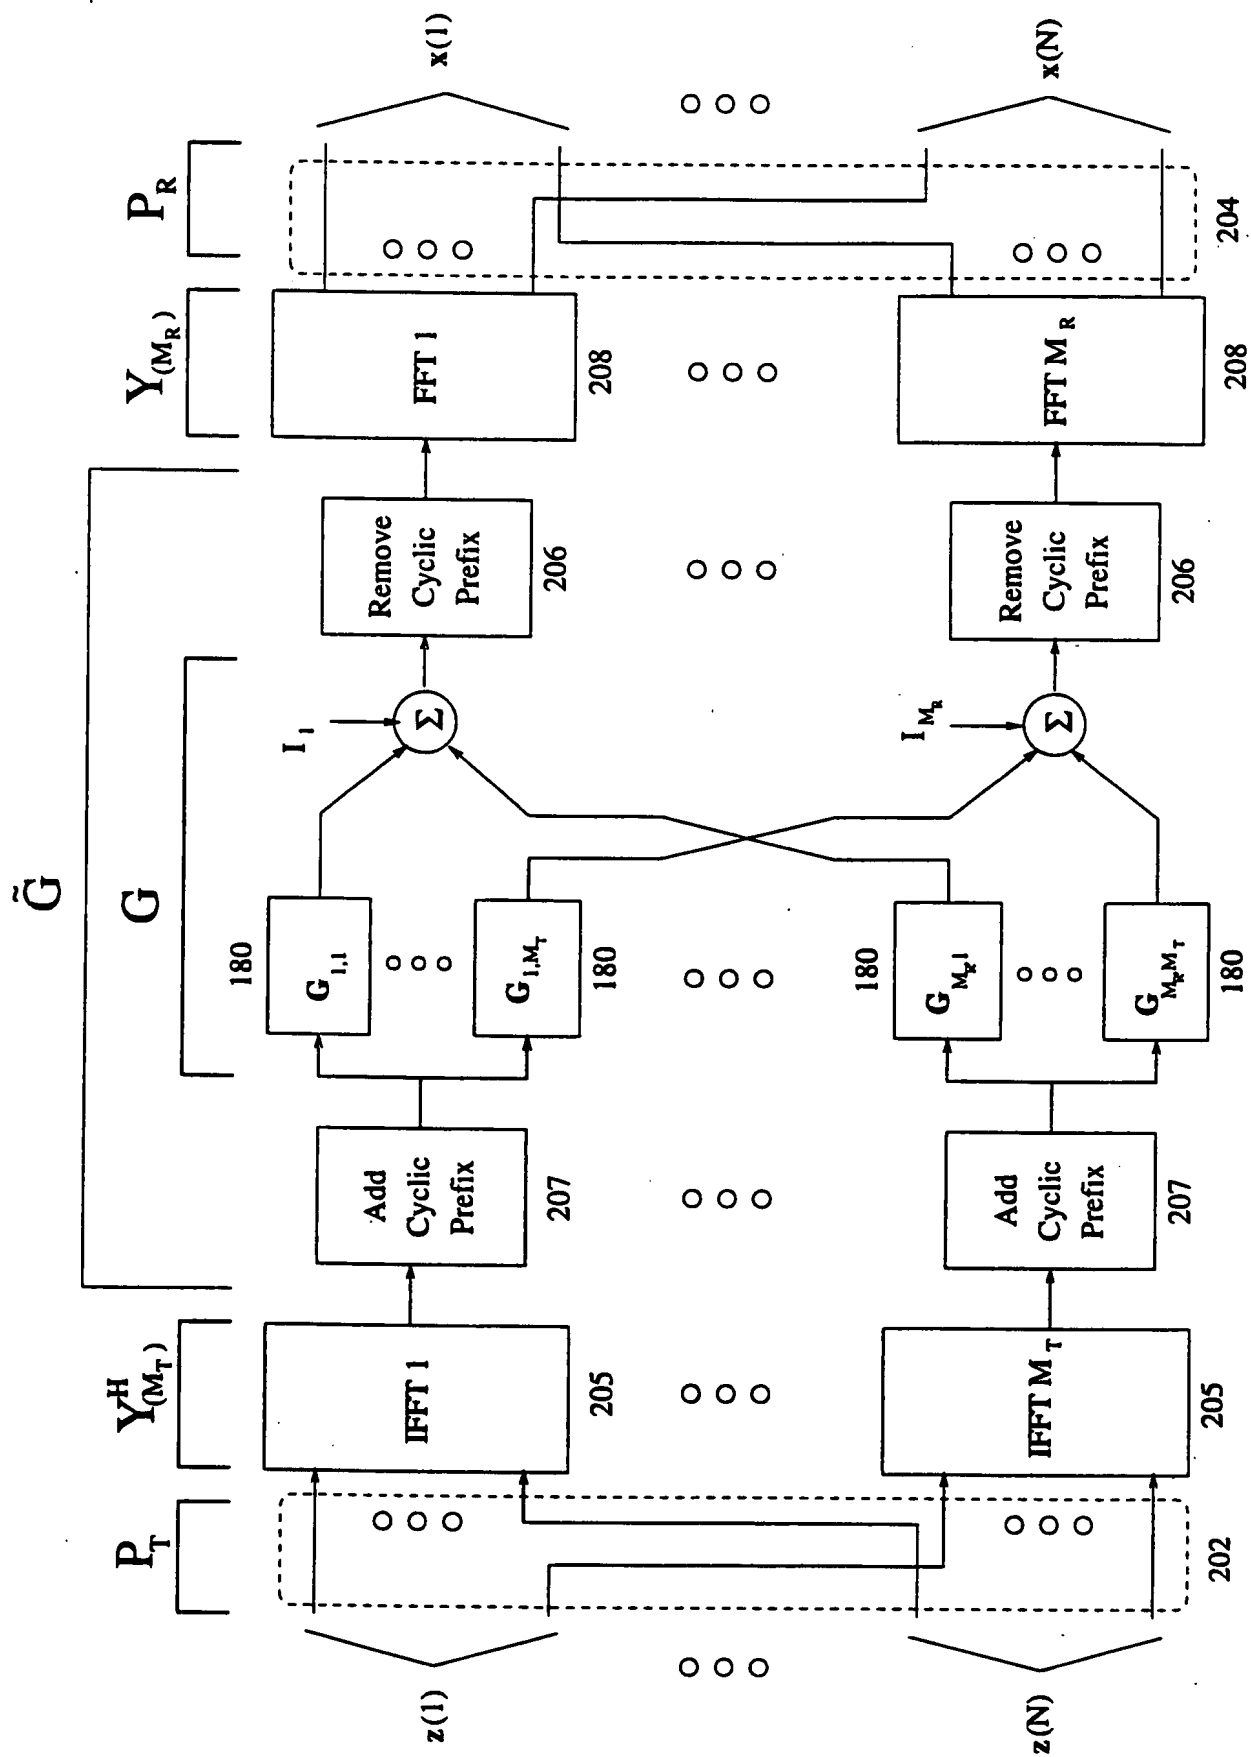 G̃
G
P_T
Y^H_(M_T)
Y_(M_R)
P_R
z(1)
IFFT 1
205
Add
Cyclic
Prefix
207
180
G_1,1
G_1,M_T
180
I_1
Σ
Remove
Cyclic
Prefix
206
FFT 1
208
x(1)
z(N)
202
IFFT M_T
205
Add
Cyclic
Prefix
207
180
G_M_R,1
G_M_R,M_T
180
I_M_R
Σ
Remove
Cyclic
Prefix
206
FFT M_R
208
204
x(N)